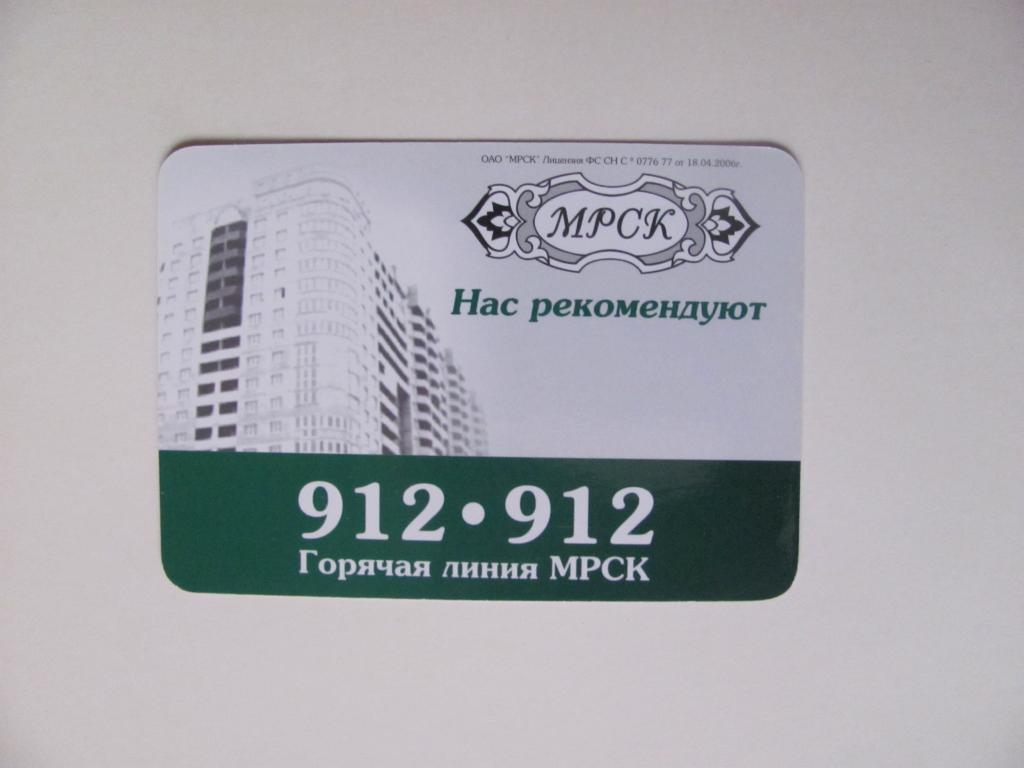 ОАО "МРСК" Лицензия ФС СН С * 0776 77 от 18.04.2006г.
МРСК
Нас рекомендуют
912•912
Горячая линия МРСК